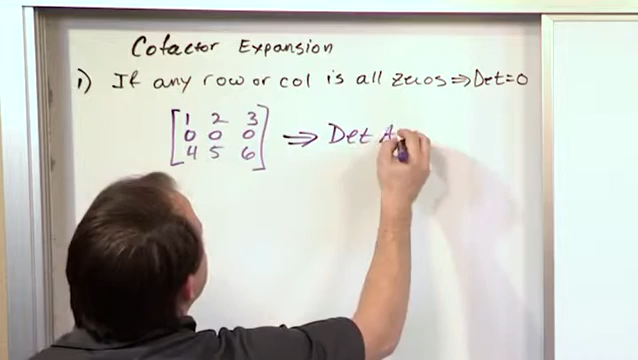 Cofactor Expansion
1) If any row or col is all zeros ⇒ Det=0
[1 2 3
0 0 0
4 5 6] ⇒ Det A